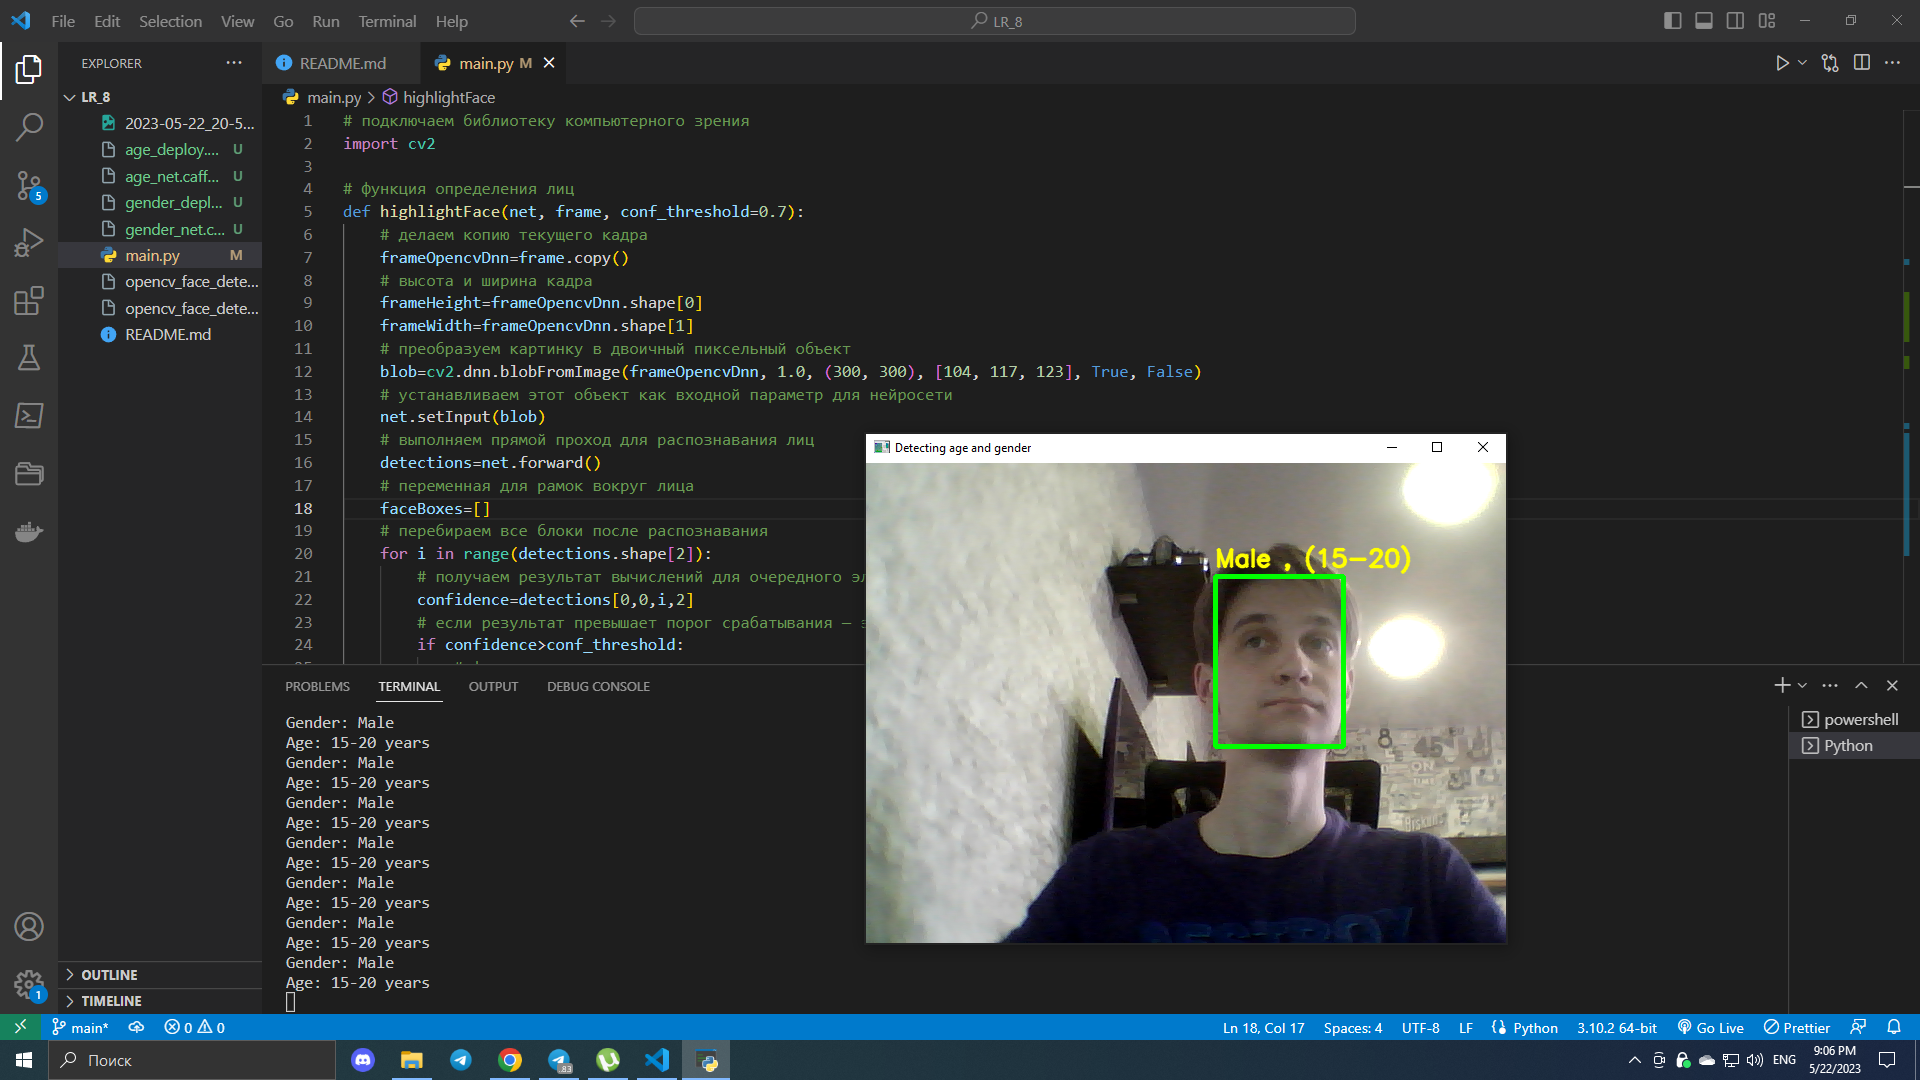 File Edit Selection View Go Run Terminal Help
LR_8
EXPLORER
README.md
main.py M
LR_8
2023-05-22_20-5...
age_deploy.... U
age_net.caff... U
gender_depl... U
gender_net.c... U
main.py M
opencv_face_dete...
opencv_face_dete...
README.md
OUTLINE
TIMELINE
5
1
main.py > highlightFace
1 # подключаем библиотеку компьютерного зрения
2 import cv2
3
4 # функция определения лиц
5 def highlightFace(net, frame, conf_threshold=0.7):
6 # делаем копию текущего кадра
7 frameOpencvDnn=frame.copy()
8 # высота и ширина кадра
9 frameHeight=frameOpencvDnn.shape[0]
10 frameWidth=frameOpencvDnn.shape[1]
11 # преобразуем картинку в двоичный пиксельный объект
12 blob=cv2.dnn.blobFromImage(frameOpencvDnn, 1.0, (300, 300), [104, 117, 123], True, False)
13 # устанавливаем этот объект как входной параметр для нейросети
14 net.setInput(blob)
15 # выполняем прямой проход для распознавания лиц
16 detections=net.forward()
17 # переменная для рамок вокруг лица
18 faceBoxes=[]
19 # перебираем все блоки после распознавания
20 for i in range(detections.shape[2]):
21 # получаем результат вычислений для очередного эл
22 confidence=detections[0,0,i,2]
23 # если результат превышает порог срабатывания —
24 if confidence>conf_threshold:
Detecting age and gender
Male , (15-20)
PROBLEMS TERMINAL OUTPUT DEBUG CONSOLE
powershell
Python
Gender: Male
Age: 15-20 years
Gender: Male
Age: 15-20 years
Gender: Male
Age: 15-20 years
Gender: Male
Age: 15-20 years
Gender: Male
Age: 15-20 years
Gender: Male
Age: 15-20 years
Gender: Male
Age: 15-20 years
main* 0 0
Ln 18, Col 17 Spaces: 4 UTF-8 LF Python 3.10.2 64-bit Go Live Prettier
Поиск
83
ENG
9:06 PM
5/22/2023